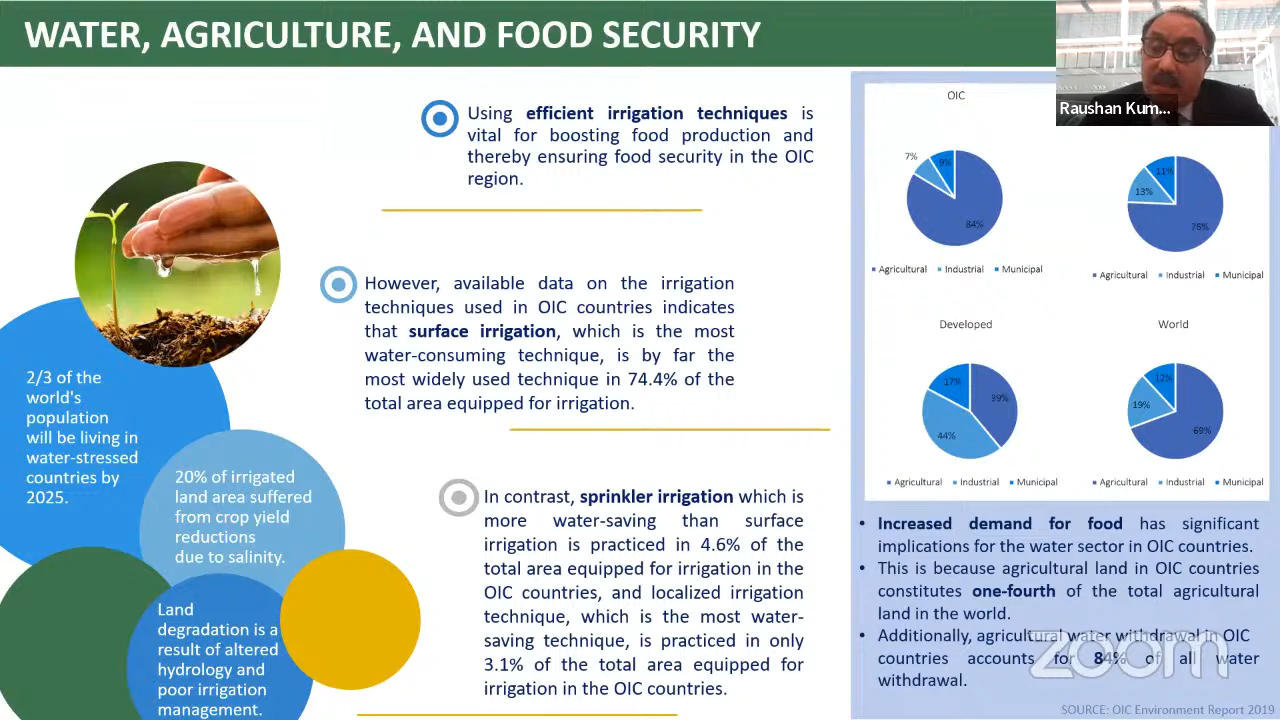 WATER, AGRICULTURE, AND FOOD SECURITY
Raushan Kum...
Using efficient irrigation techniques is
vital for boosting food production and
thereby ensuring food security in the OIC
region.
However, available data on the irrigation
techniques used in OIC countries indicates
that surface irrigation, which is the most
water-consuming technique, is by far the
most widely used technique in 74.4% of the
total area equipped for irrigation.
In contrast, sprinkler irrigation which is
more water-saving than surface
irrigation is practiced in 4.6% of the
total area equipped for irrigation in the
OIC countries, and localized irrigation
technique, which is the most water-
saving technique, is practiced in only
3.1% of the total area equipped for
irrigation in the OIC countries.
2/3 of the
world's
population
will be living in
water-stressed
countries by
2025.
20% of irrigated
land area suffered
from crop yield
reductions
due to salinity.
Land
degradation is a
result of altered
hydrology and
poor irrigation
management.
OIC
7%
9%
84%
Agricultural Industrial Municipal
11%
13%
76%
Agricultural Industrial Municipal
Developed
17%
39%
44%
Agricultural Industrial Municipal
World
12%
19%
69%
Agricultural Industrial Municipal
• Increased demand for food has significant
implications for the water sector in OIC countries.
• This is because agricultural land in OIC countries
constitutes one-fourth of the total agricultural
land in the world.
• Additionally, agricultural water withdrawal in OIC
countries accounts for 84% of all water
withdrawal.
zoom
SOURCE: OIC Environment Report 2019